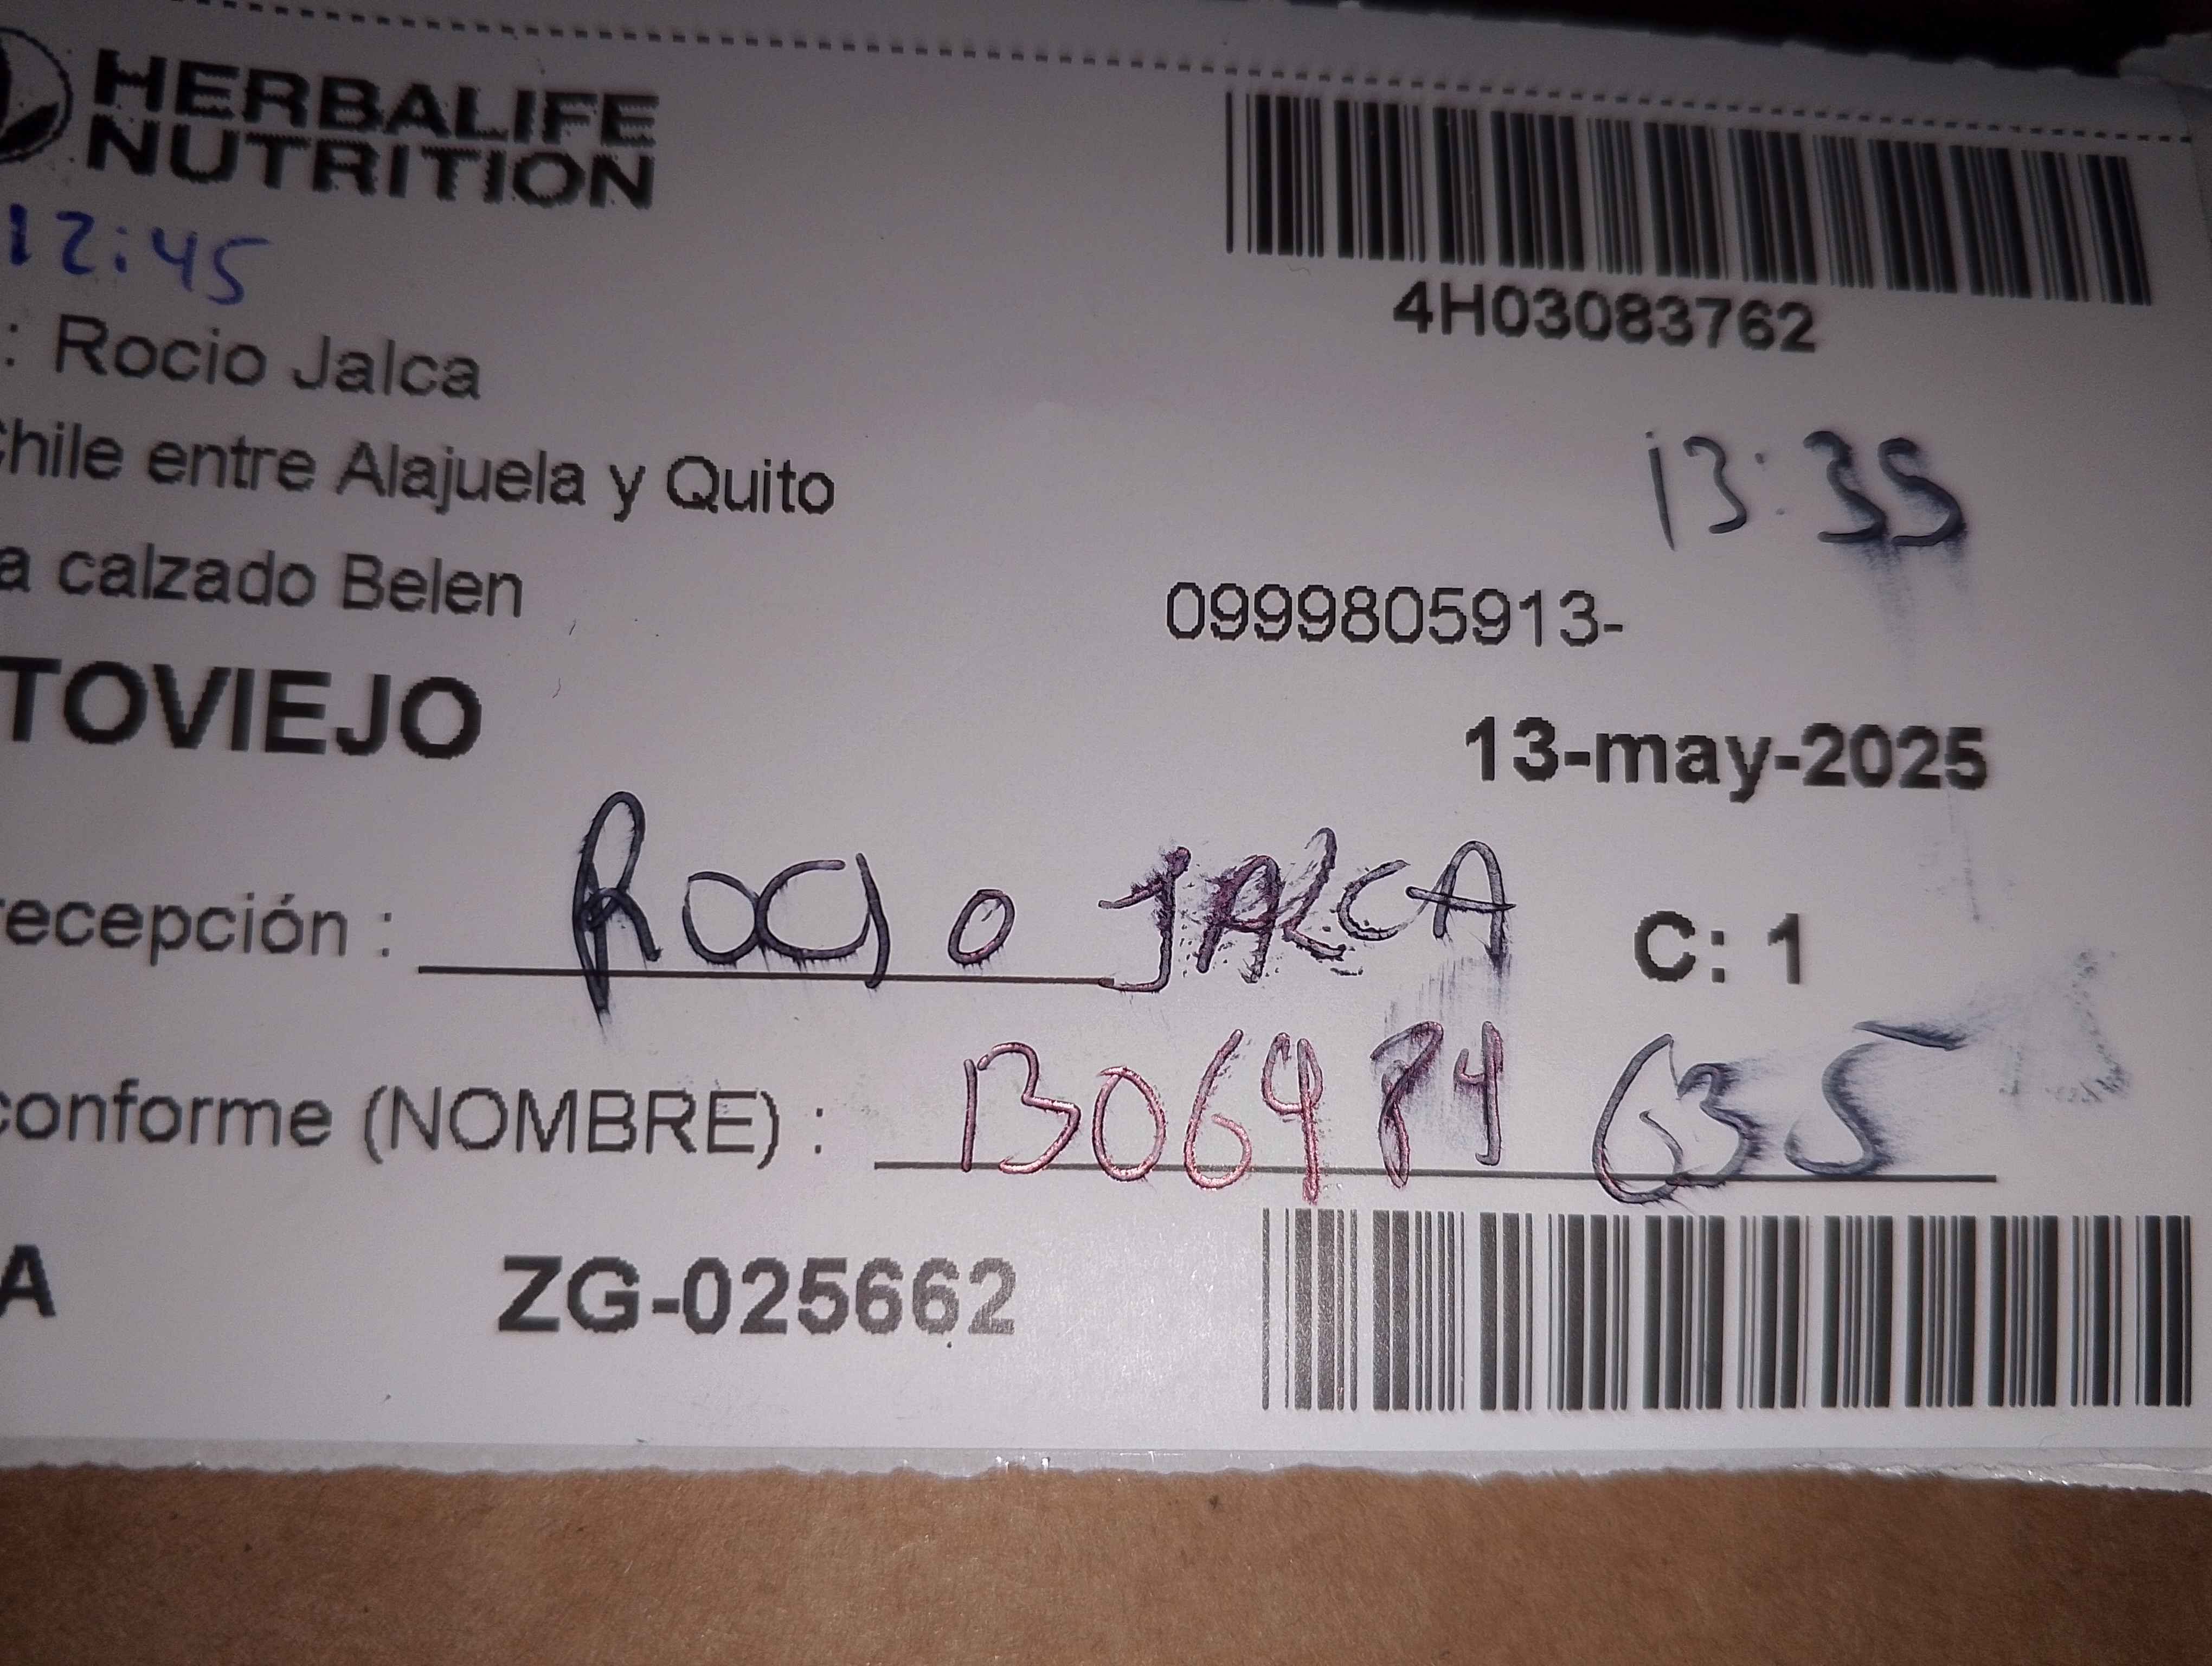 HERBALIFE
NUTRITION
12:45
4H03083762
: Rocio Jalca
13:35
Chile entre Alajuela y Quito
a calzado Belen
0999805913-
TOVIEJO
13-may-2025
recepción : ROCIO JALCA C: 1
conforme (NOMBRE) : 635
A ZG-025662